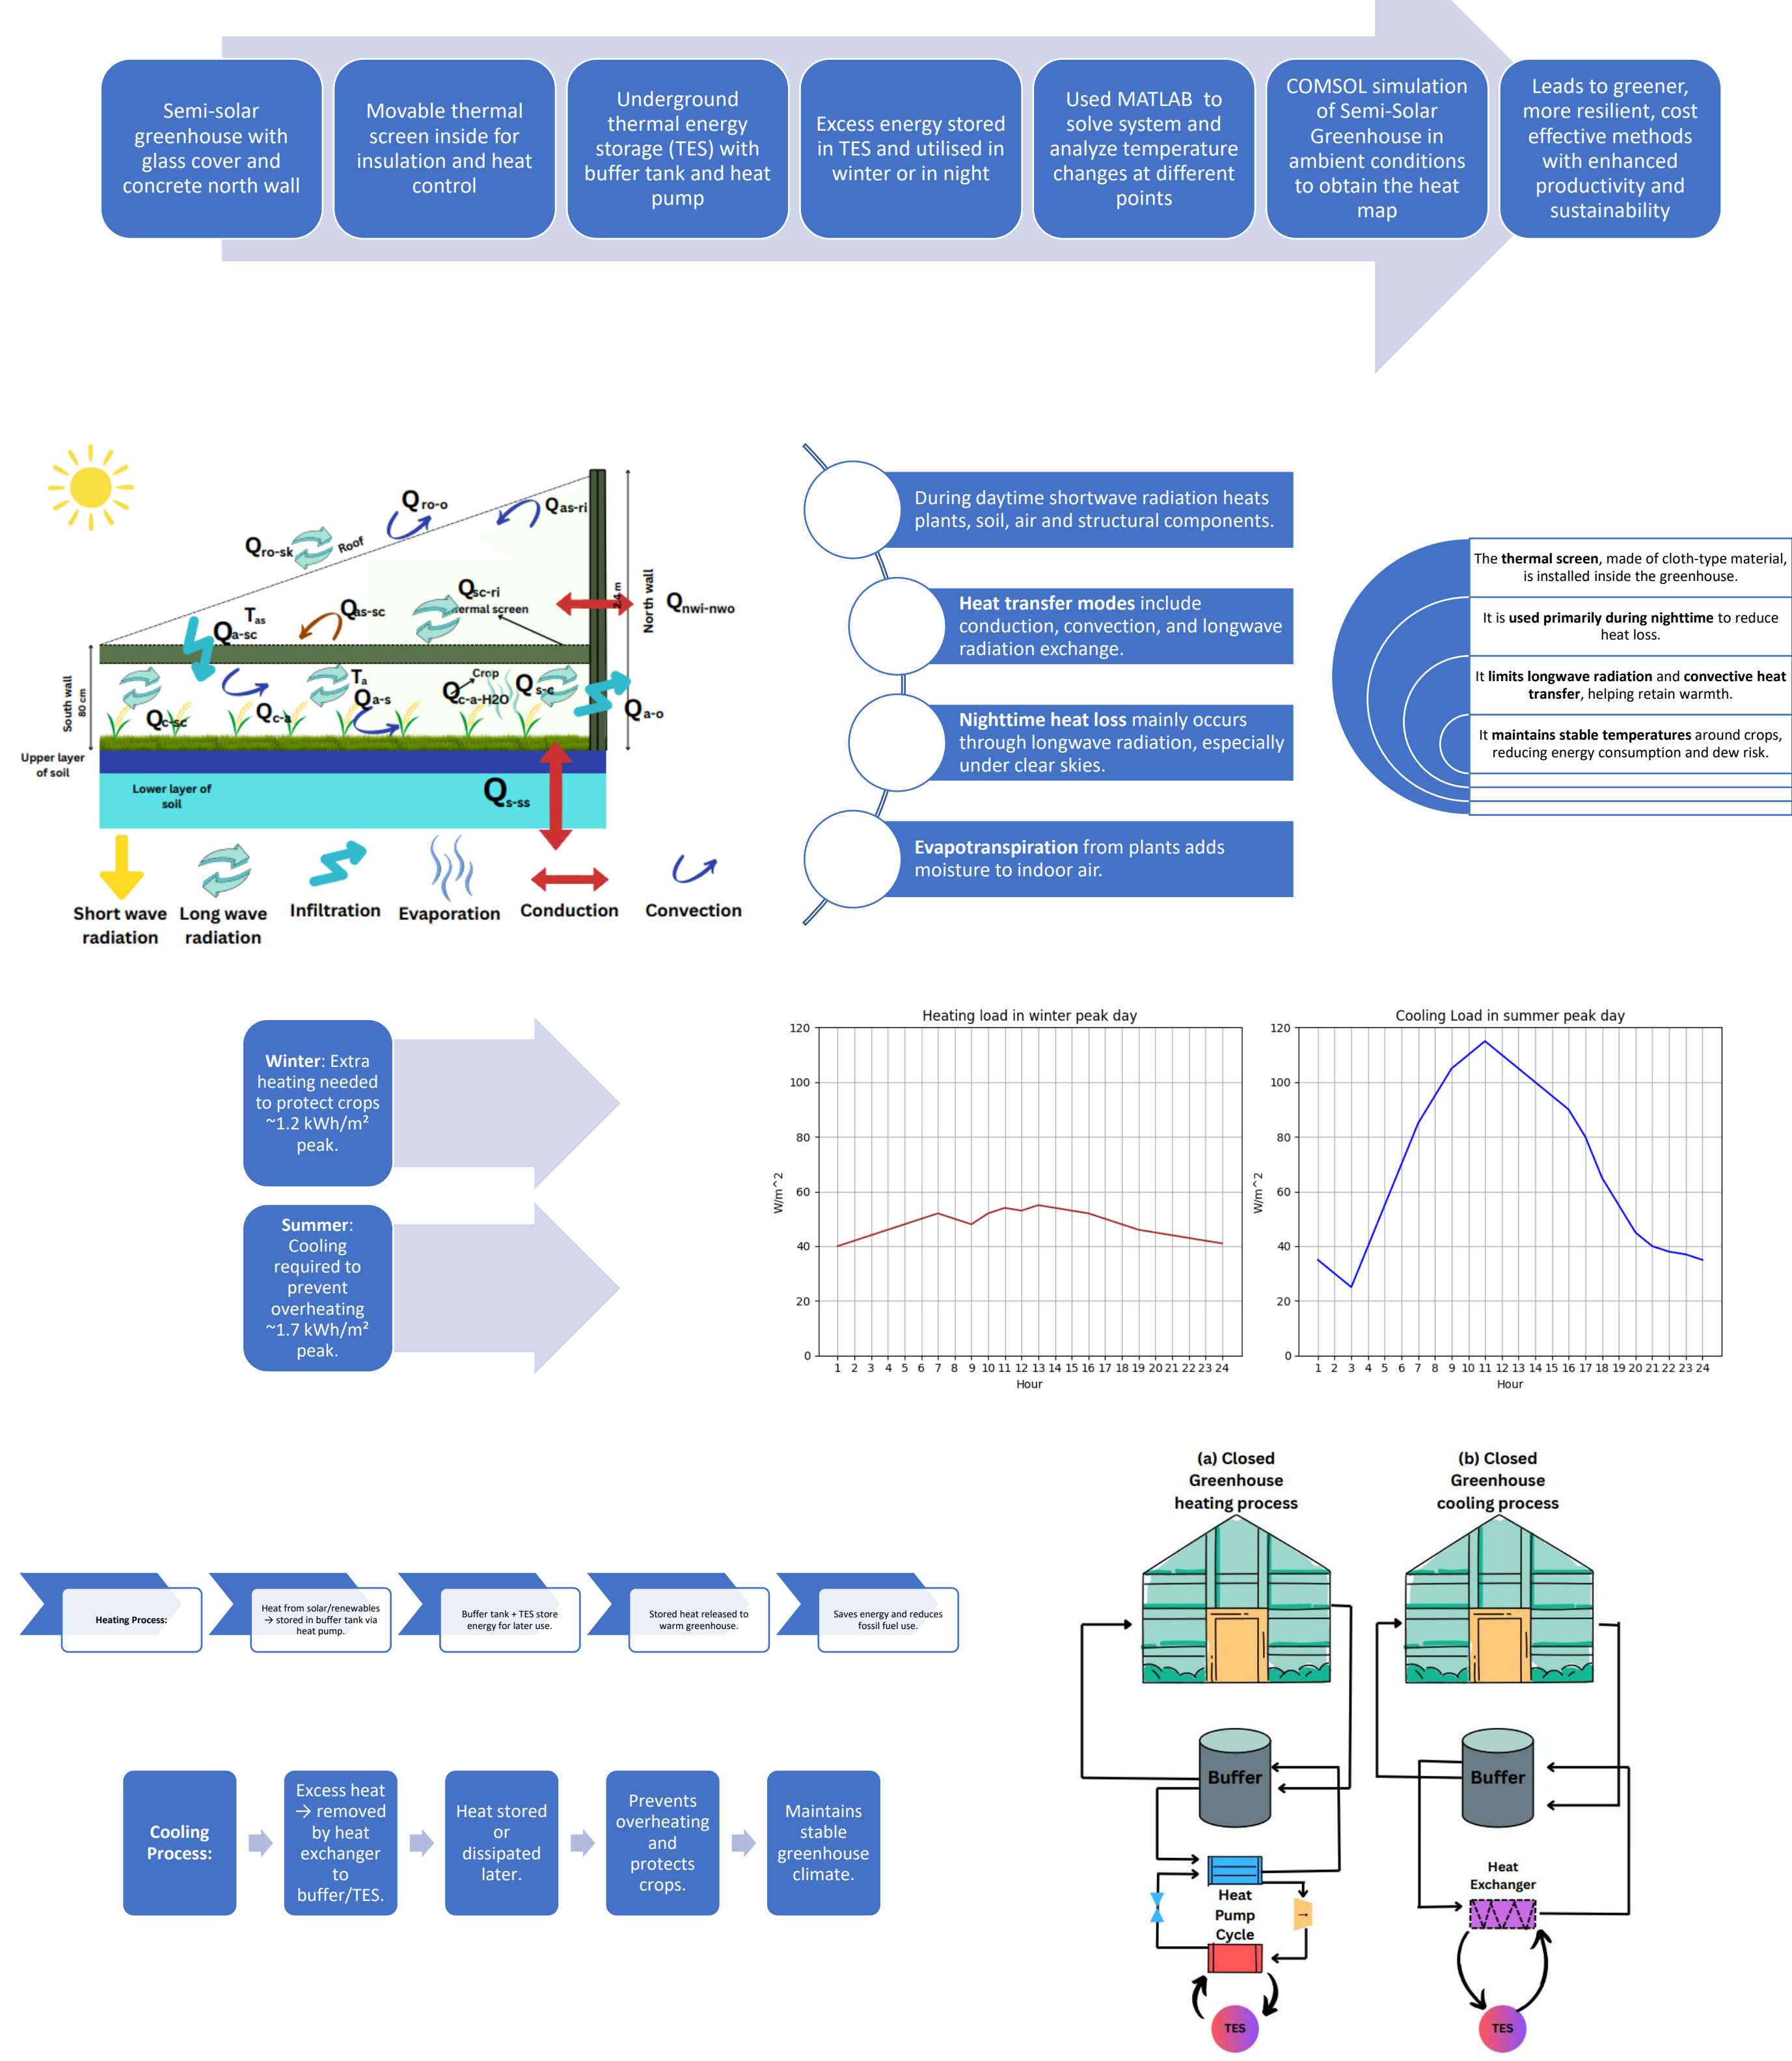 Semi-solar
greenhouse with
glass cover and
concrete north wall
Movable thermal
screen inside for
insulation and heat
control
Underground
thermal energy
storage (TES) with
buffer tank and heat
pump
Excess energy stored
in TES and utilised in
winter or in night
Used MATLAB to
solve system and
analyze temperature
changes at different
points
COMSOL simulation
of Semi-Solar
Greenhouse in
ambient conditions
to obtain the heat
map
Leads to greener,
more resilient, cost
effective methods
with enhanced
productivity and
sustainability
Qro-o
Qas-ri
Qro-sk
Roof
Qsc-ri
ermal screen
2.4 m
North wall
Qnwi-nwo
Tas
Qas-sc
Qa-sc
South wall
80 cm
Ta
Qa-s
Crop
Qc-a-H2O
Qs-c
Qc-sc
Qc-a
Qa-o
Upper layer
of soil
Lower layer of
soil
Qs-ss
Short wave
radiation
Long wave
radiation
Infiltration
Evaporation
Conduction
Convection
During daytime shortwave radiation heats
plants, soil, air and structural components.
Heat transfer modes include
conduction, convection, and longwave
radiation exchange.
Nighttime heat loss mainly occurs
through longwave radiation, especially
under clear skies.
Evapotranspiration from plants adds
moisture to indoor air.
The thermal screen, made of cloth-type material,
is installed inside the greenhouse.
It is used primarily during nighttime to reduce
heat loss.
It limits longwave radiation and convective heat
transfer, helping retain warmth.
It maintains stable temperatures around crops,
reducing energy consumption and dew risk.
Winter: Extra
heating needed
to protect crops
~1.2 kWh/m²
peak.
Summer:
Cooling
required to
prevent
overheating
~1.7 kWh/m²
peak.
Heating load in winter peak day
120
100
80
60
40
20
0
W/m^2
1 2 3 4 5 6 7 8 9 10 11 12 13 14 15 16 17 18 19 20 21 22 23 24
Hour
Cooling Load in summer peak day
120
100
80
60
40
20
0
W/m^2
1 2 3 4 5 6 7 8 9 10 11 12 13 14 15 16 17 18 19 20 21 22 23 24
Hour
Heating Process:
Heat from solar/renewables
→ stored in buffer tank via
heat pump.
Buffer tank + TES store
energy for later use.
Stored heat released to
warm greenhouse.
Saves energy and reduces
fossil fuel use.
Cooling
Process:
Excess heat
→ removed
by heat
exchanger
to
buffer/TES.
Heat stored
or
dissipated
later.
Prevents
overheating
and
protects
crops.
Maintains
stable
greenhouse
climate.
(a) Closed
Greenhouse
heating process
Buffer
Heat
Pump
Cycle
TES
(b) Closed
Greenhouse
cooling process
Buffer
Heat
Exchanger
TES